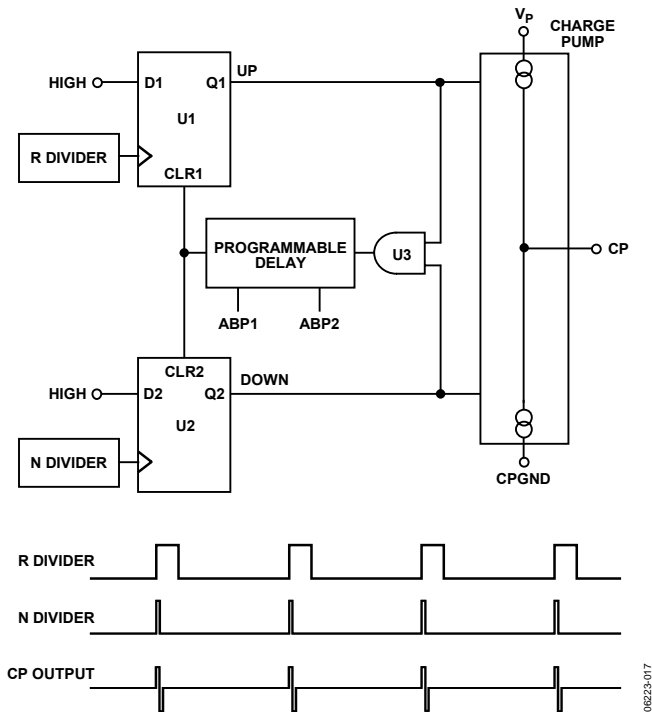 VP
CHARGE
PUMP
HIGH
D1
Q1
UP
U1
R DIVIDER
CLR1
PROGRAMMABLE
DELAY
U3
CP
ABP1
ABP2
CLR2
HIGH
D2
Q2
DOWN
U2
N DIVIDER
CPGND
R DIVIDER
N DIVIDER
CP OUTPUT
06223-017